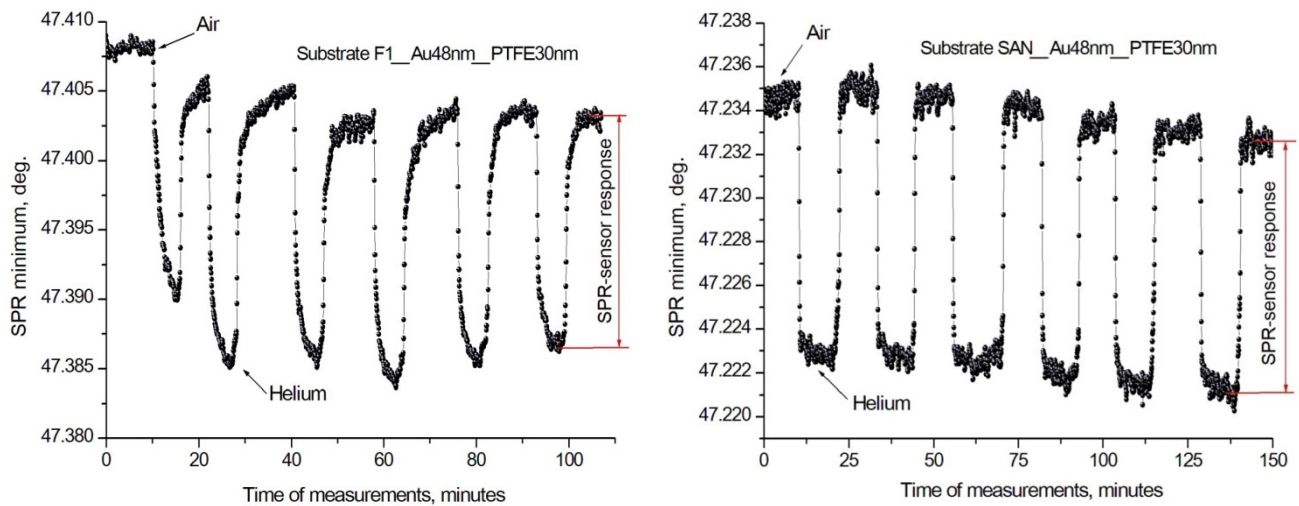 47.410
47.405
47.400
47.395
47.390
47.385
47.380
SPR minimum, deg.
Air
Substrate F1__Au48nm__PTFE30nm
Helium
SPR-sensor response
0 20 40 60 80 100
Time of measurements, minutes
47.238
47.236
47.234
47.232
47.230
47.228
47.226
47.224
47.222
47.220
SPR minimum, deg.
Air
Substrate SAN__Au48nm__PTFE30nm
Helium
SPR-sensor response
0 25 50 75 100 125 150
Time of measurements, minutes